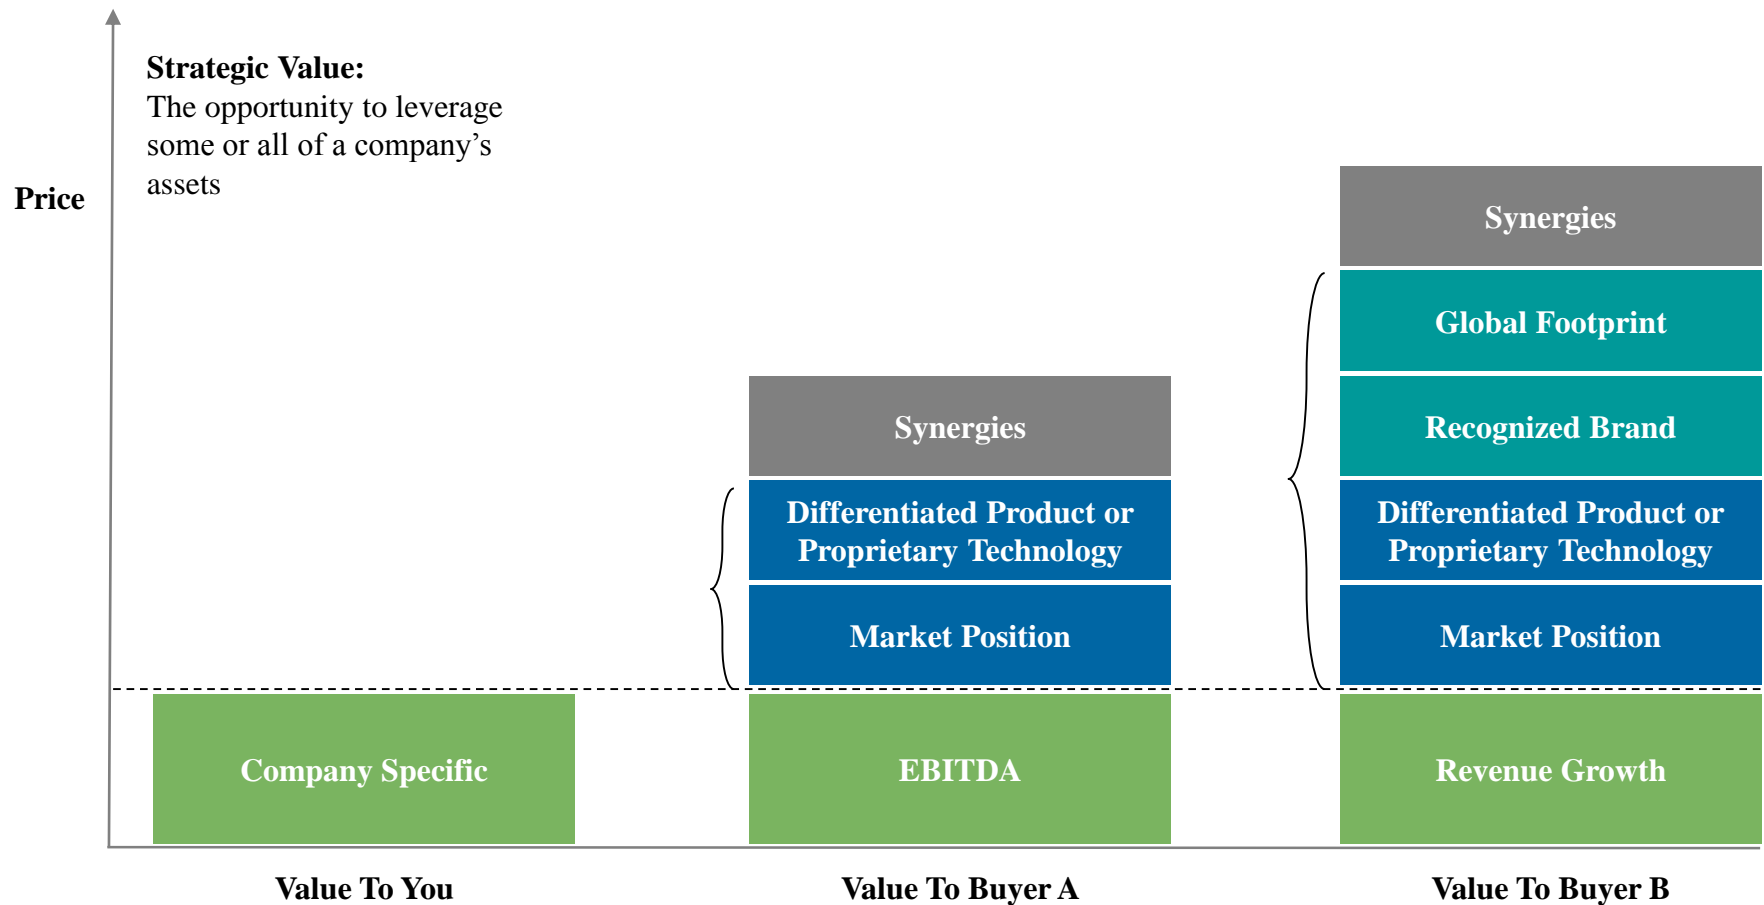 Strategic Value:
The opportunity to leverage
some or all of a company’s
assets
Price
Synergies
Global Footprint
Synergies
Recognized Brand
Differentiated Product or
Proprietary Technology
Differentiated Product or
Proprietary Technology
Market Position
Market Position
Company Specific
EBITDA
Revenue Growth
Value To You
Value To Buyer A
Value To Buyer B